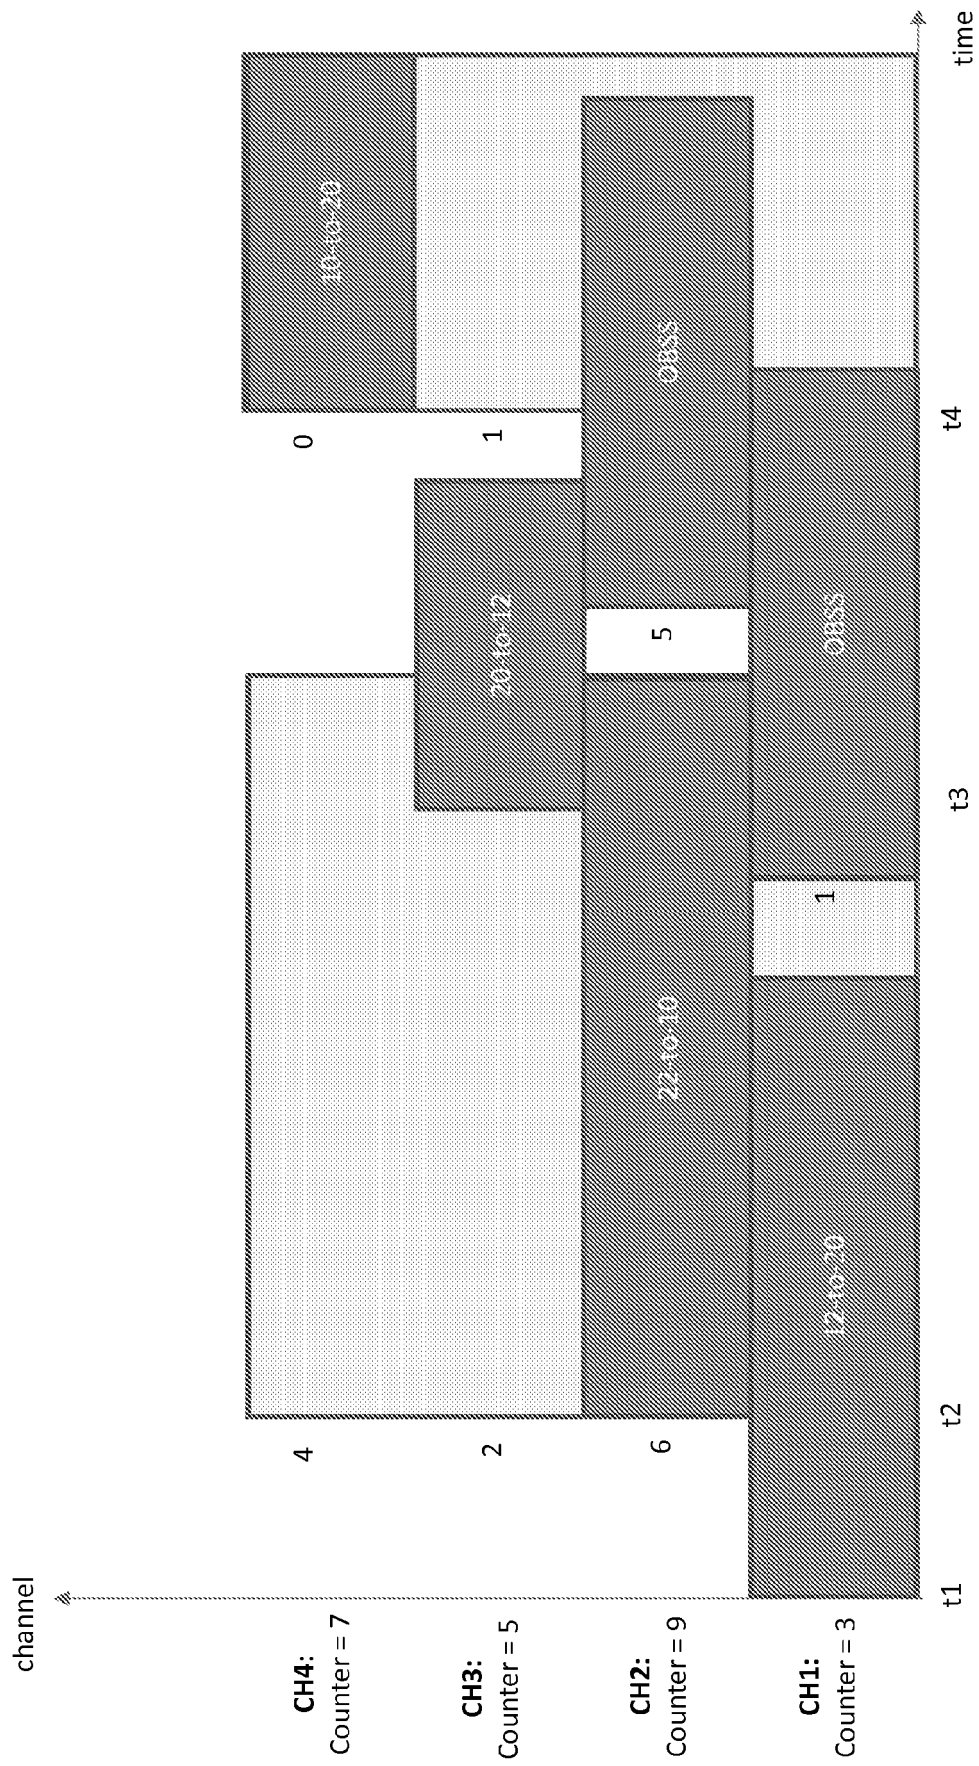 channel
CH4:
Counter = 7
4
0
10-to-20
CH3:
Counter = 5
2
20-to-12
1
CH2:
Counter = 9
6
22-to-10
5
OBSS
CH1:
Counter = 3
12-to-20
1
OBSS
t1
t2
t3
t4
time